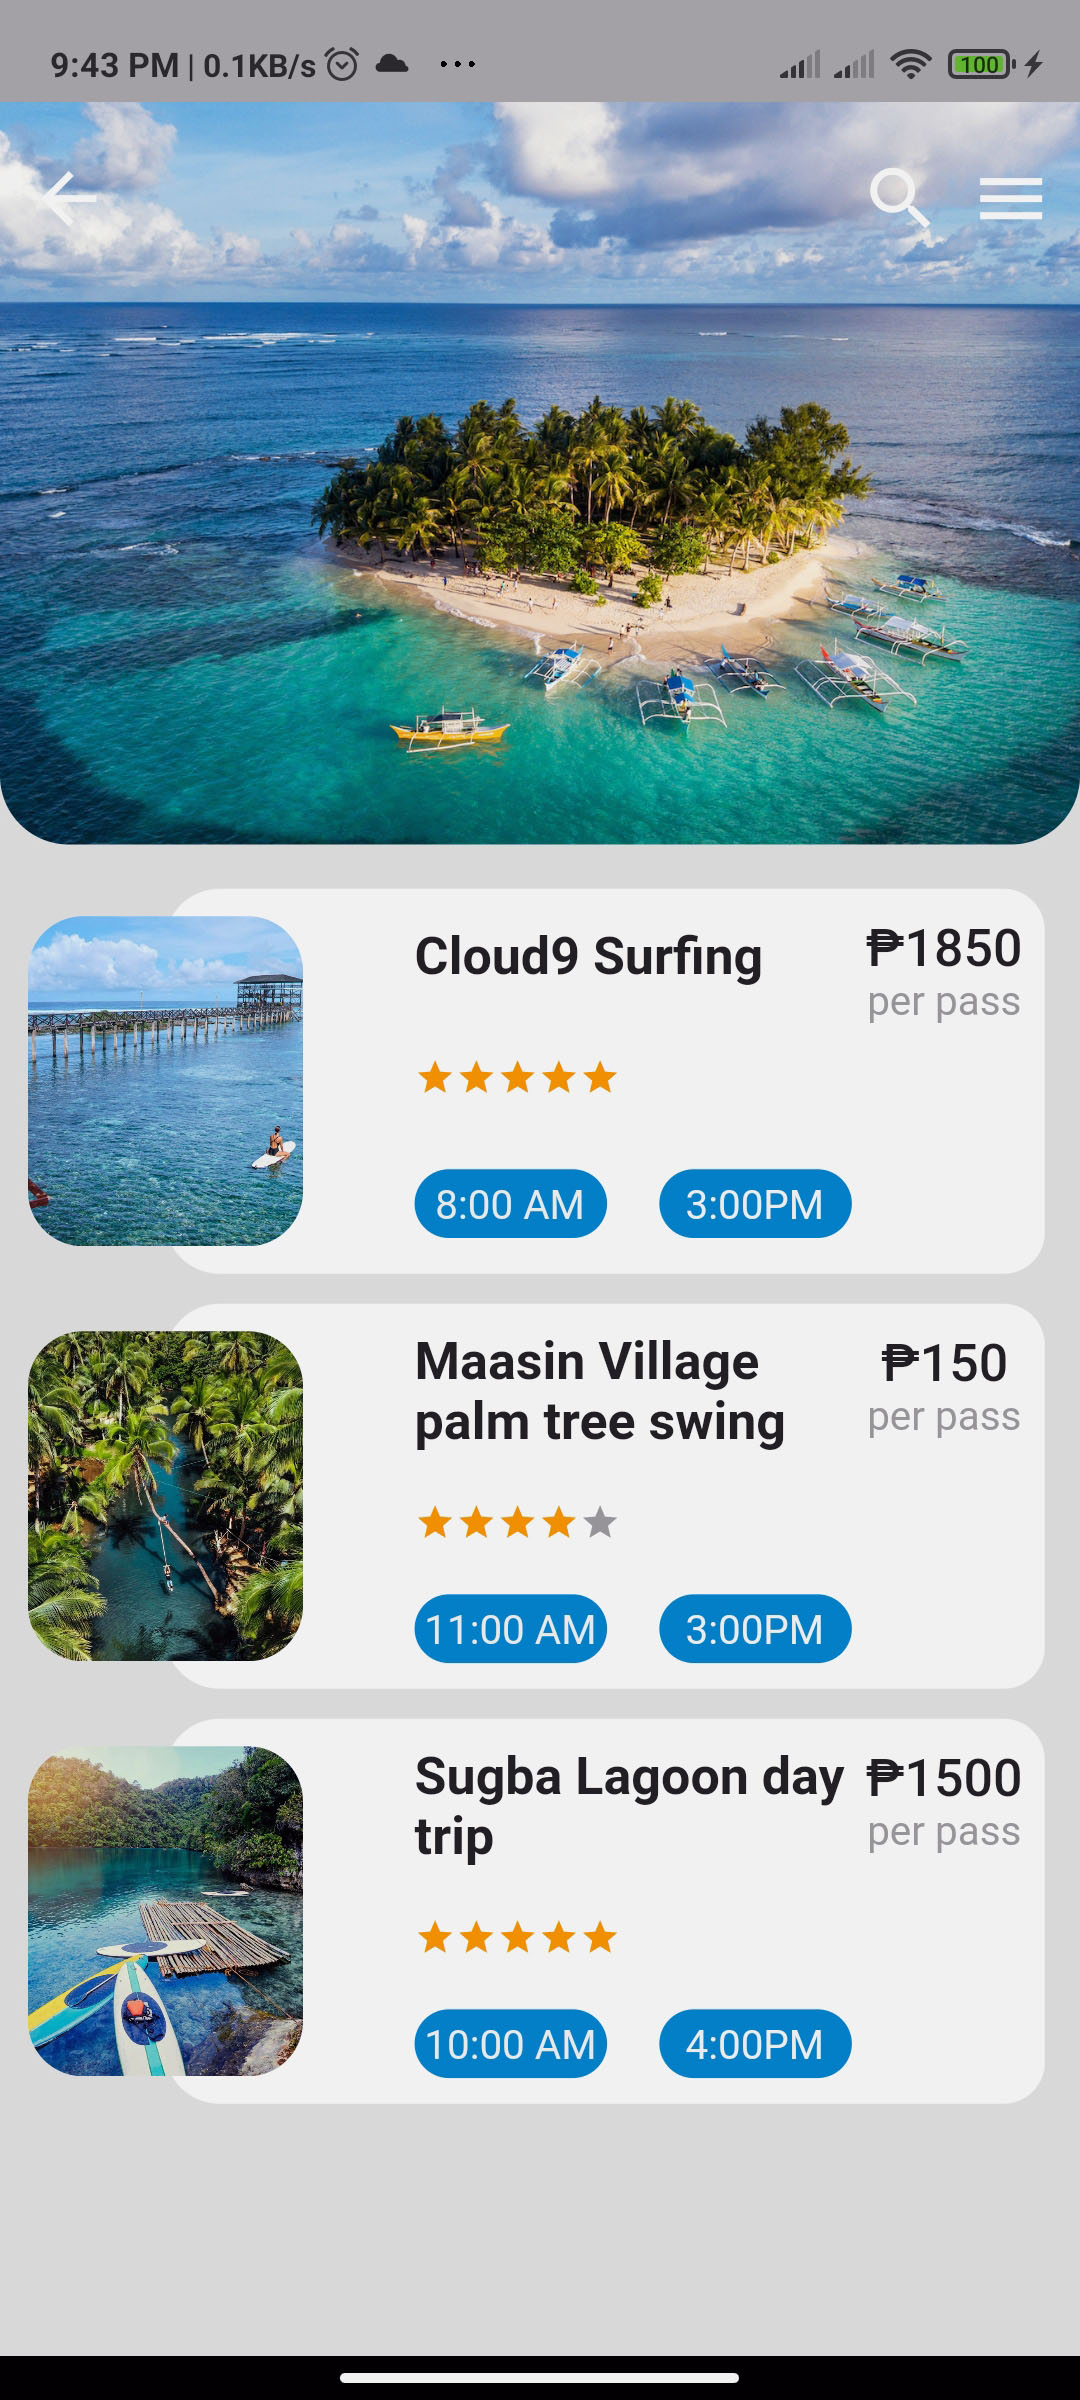 9:43 PM | 0.1KB/s ...
100
Cloud9 Surfing
₱1850
per pass
8:00 AM
3:00PM
Maasin Village
palm tree swing
₱150
per pass
11:00 AM
3:00PM
Sugba Lagoon day
trip
₱1500
per pass
10:00 AM
4:00PM